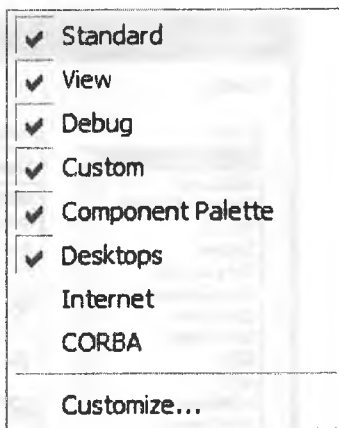 Standard
View
Debug
Custom
Component Palette
Desktops
Internet
CORBA
Customize...